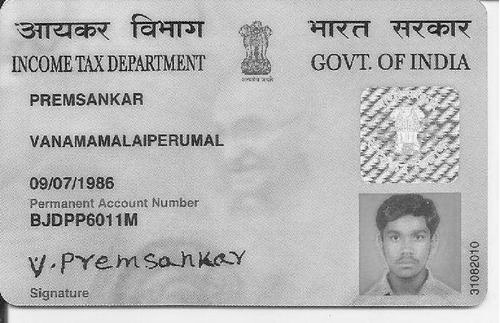 आयकर विभाग
INCOME TAX DEPARTMENT
भारत सरकार
GOVT. OF INDIA
PREMSANKAR
VANAMAMALAIPERUMAL
09/07/1986
Permanent Account Number
BJDPP6011M
V. Premsankar
Signature
31082010